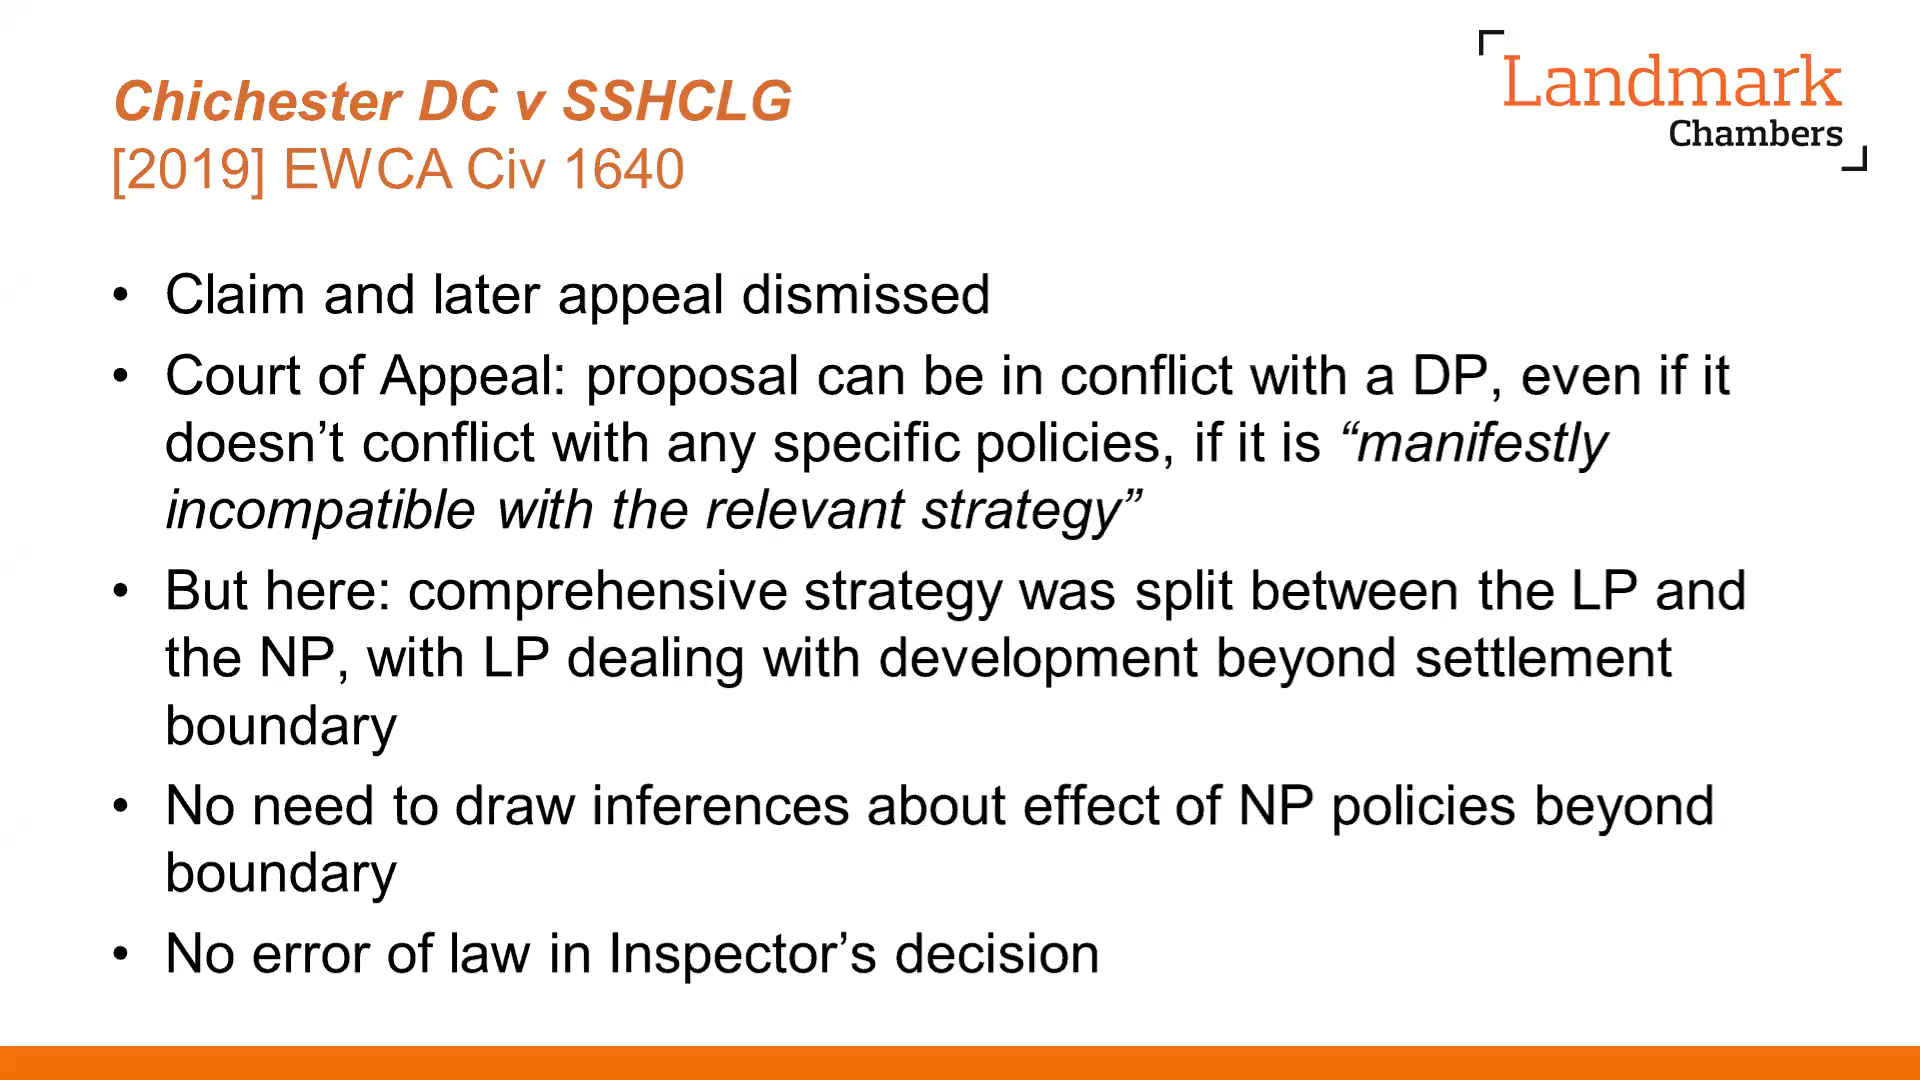 Chichester DC v SSHCLG
[2019] EWCA Civ 1640
Landmark
Chambers
• Claim and later appeal dismissed
• Court of Appeal: proposal can be in conflict with a DP, even if it
doesn’t conflict with any specific policies, if it is “manifestly
incompatible with the relevant strategy”
• But here: comprehensive strategy was split between the LP and
the NP, with LP dealing with development beyond settlement
boundary
• No need to draw inferences about effect of NP policies beyond
boundary
• No error of law in Inspector’s decision